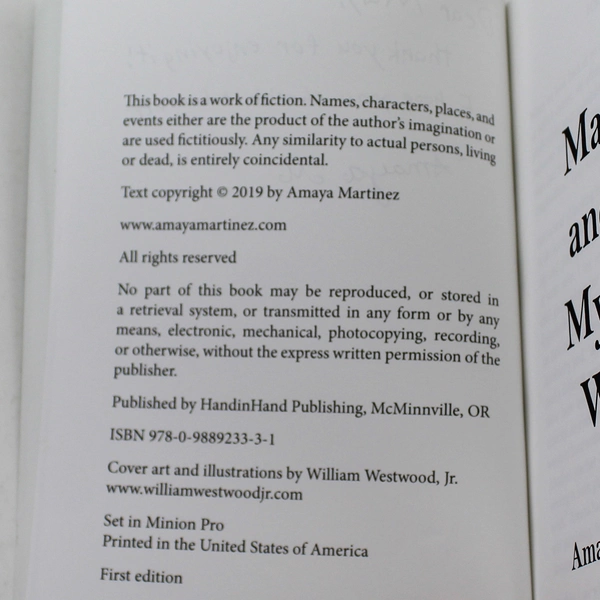 This book is a work of fiction. Names, characters, places, and
events either are the product of the author's imagination or
are used fictitiously. Any similarity to actual persons, living
or dead, is entirely coincidental.
Text copyright © 2019 by Amaya Martinez
www.amayamartinez.com
All rights reserved
No part of this book may be reproduced, or stored in
a retrieval system, or transmitted in any form or by any
means, electronic, mechanical, photocopying, recording,
or otherwise, without the express written permission of the
publisher.
Published by HandinHand Publishing, McMinnville, OR
ISBN 978-0-9889233-3-1
Cover art and illustrations by William Westwood, Jr.
www.williamwestwoodjr.com
Set in Minion Pro
Printed in the United States of America
First edition
Ma
an
My
W
Ama